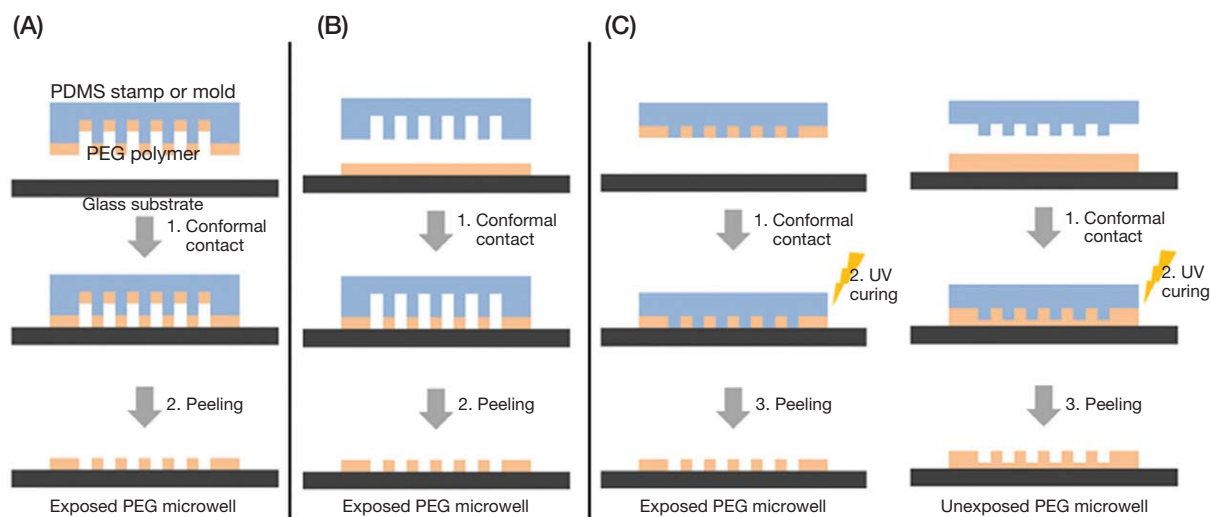 (A)
PDMS stamp or mold
PEG polymer
Glass substrate
1. Conformal
contact
2. Peeling
Exposed PEG microwell
(B)
1. Conformal
contact
2. Peeling
Exposed PEG microwell
(C)
1. Conformal
contact
2. UV
curing
3. Peeling
Exposed PEG microwell
1. Conformal
contact
2. UV
curing
3. Peeling
Unexposed PEG microwell